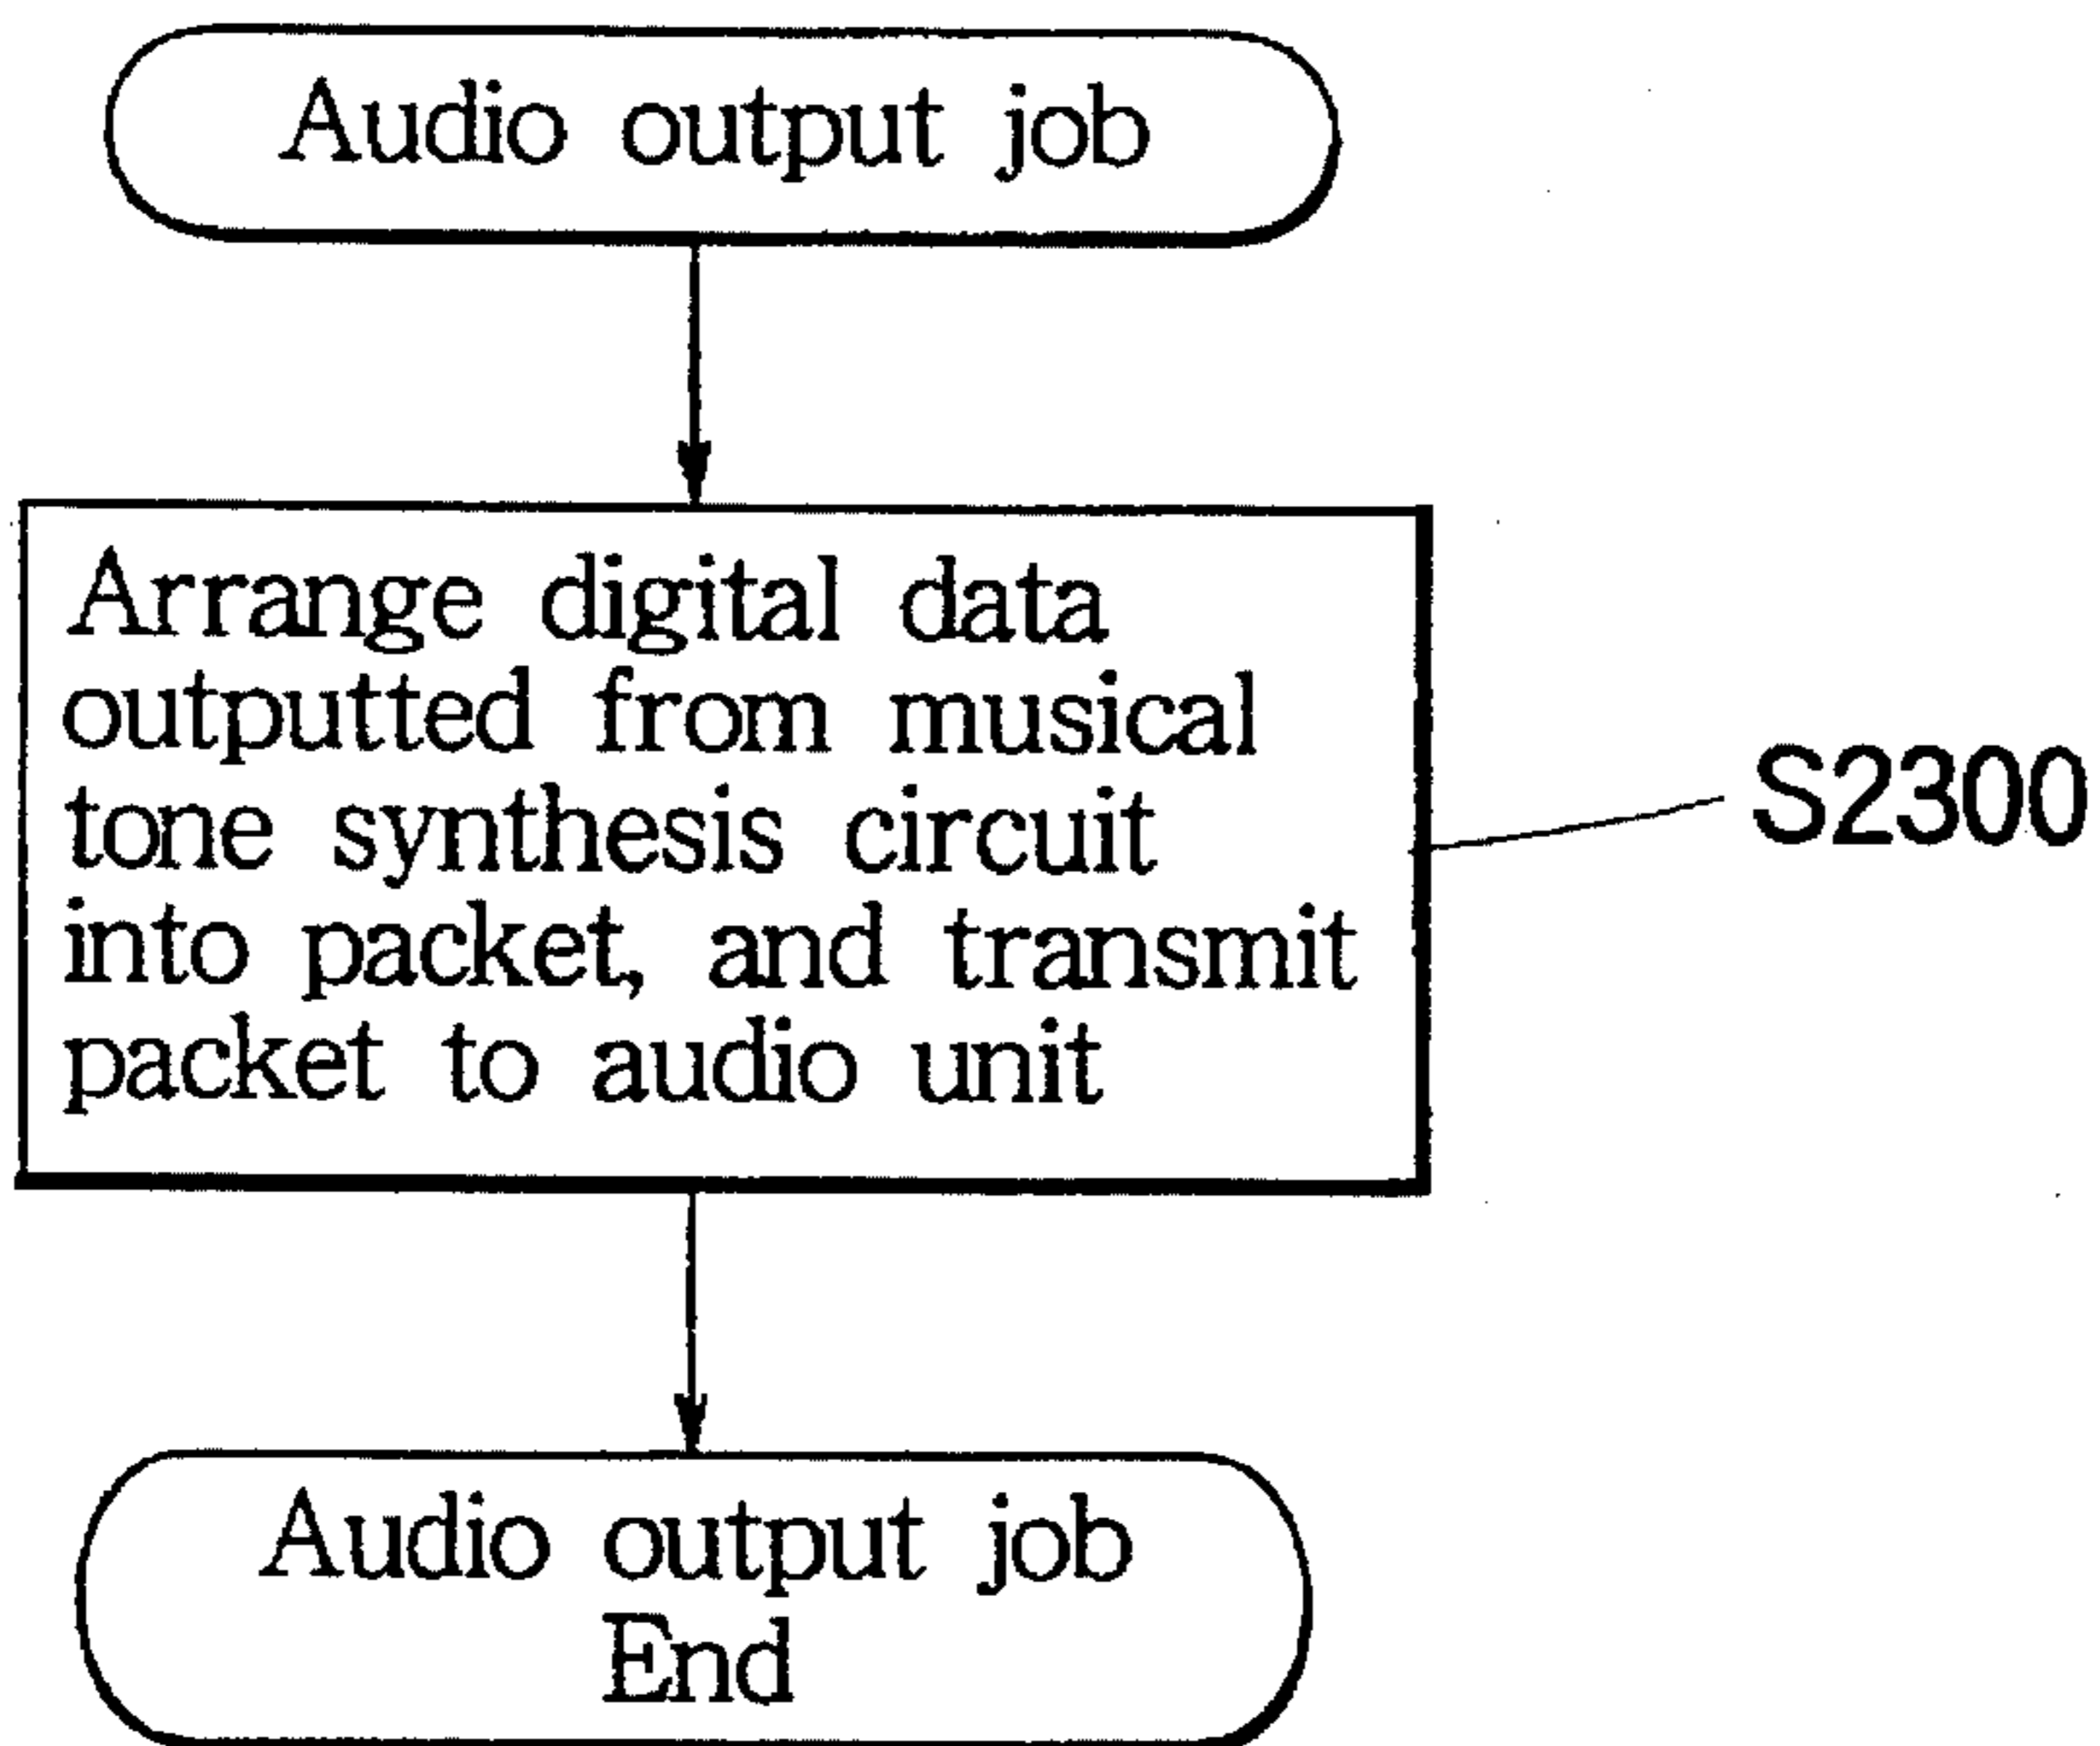 Audio output job
Arrange digital data
outputted from musical
tone synthesis circuit
into packet, and transmit
packet to audio unit
S2300
Audio output job
End